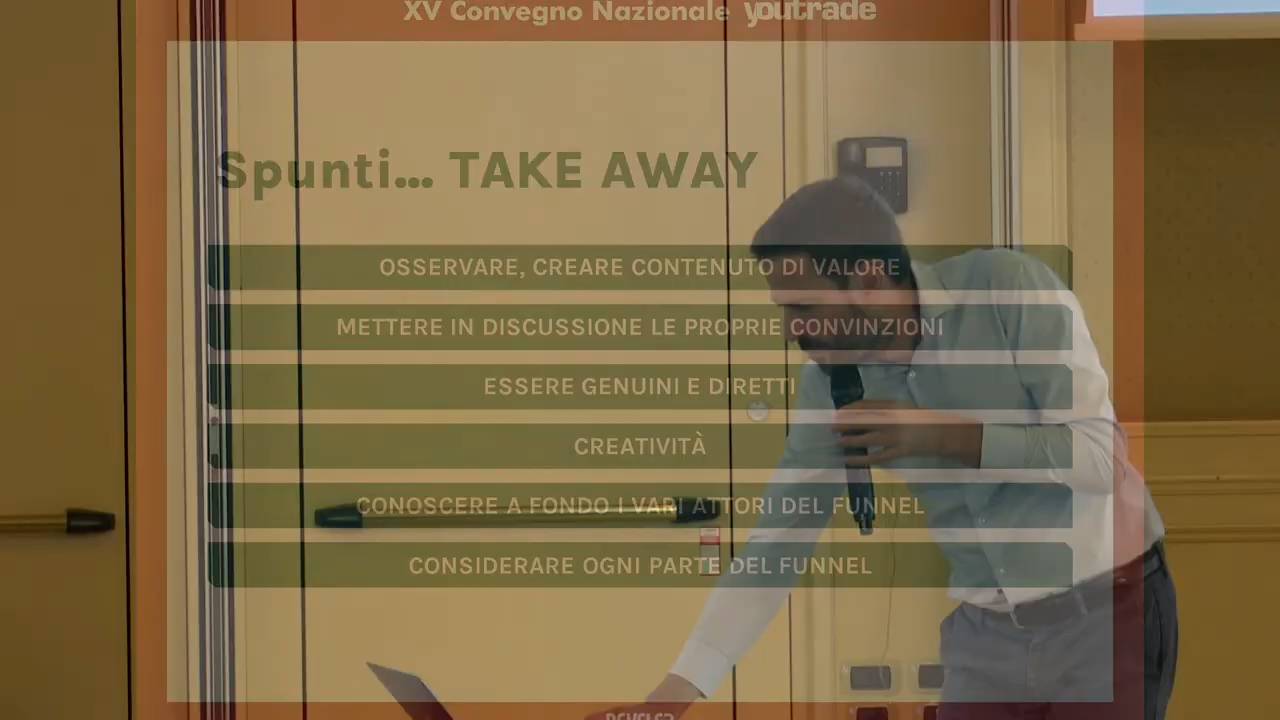 XV Convegno Nazionale youtrade
Spunti... TAKE AWAY
OSSERVARE, CREARE CONTENUTO DI VALORE
METTERE IN DISCUSSIONE LE PROPRIE CONVINZIONI
ESSERE GENUINI E DIRETTI
CREATIVITÀ
CONOSCERE A FONDO I VARI ATTORI DEL FUNNEL
CONSIDERARE OGNI PARTE DEL FUNNEL